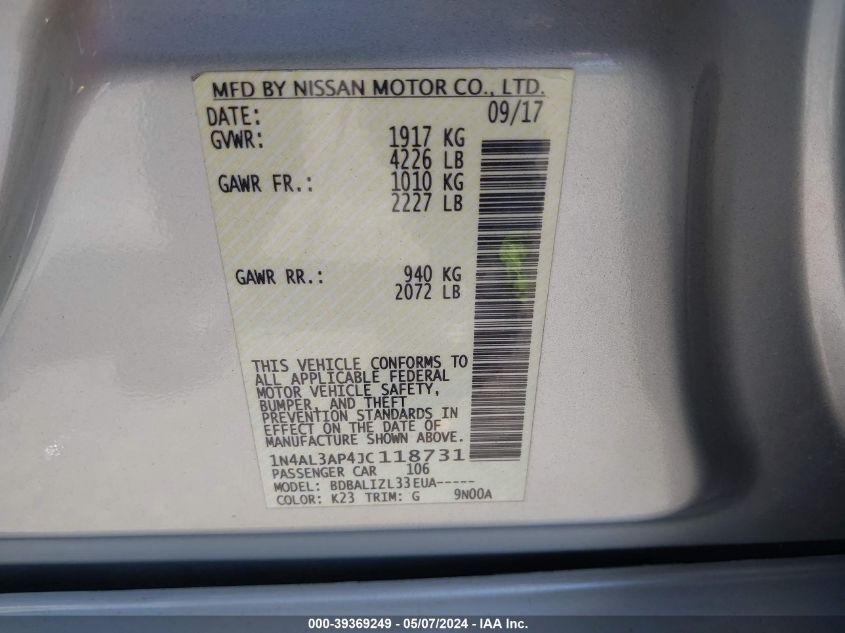 MFD BY NISSAN MOTOR CO., LTD.
DATE: 09/17
GVWR: 1917 KG
4226 LB
GAWR FR.: 1010 KG
2227 LB
GAWR RR.: 940 KG
2072 LB
THIS VEHICLE CONFORMS TO
ALL APPLICABLE FEDERAL
MOTOR VEHICLE SAFETY,
BUMPER, AND THEFT
PREVENTION STANDARDS IN
EFFECT ON THE DATE OF
MANUFACTURE SHOWN ABOVE.
1N4AL3AP4JC118731
PASSENGER CAR 106
MODEL: BDBALIZL33EUA-----
COLOR: K23 TRIM: G 9N00A
000-39369249 — 05/07/2024 — IAA Inc.